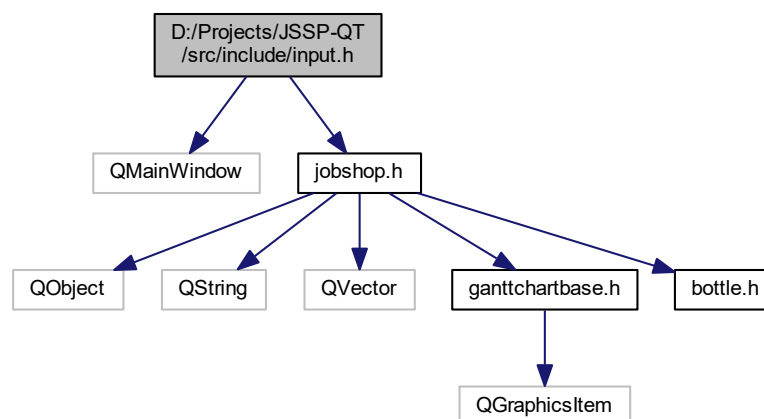 D:/Projects/JSSP-QT
/src/include/input.h
QMainWindow
jobshop.h
QObject
QString
QVector
ganttchartbase.h
bottle.h
QGraphicsItem